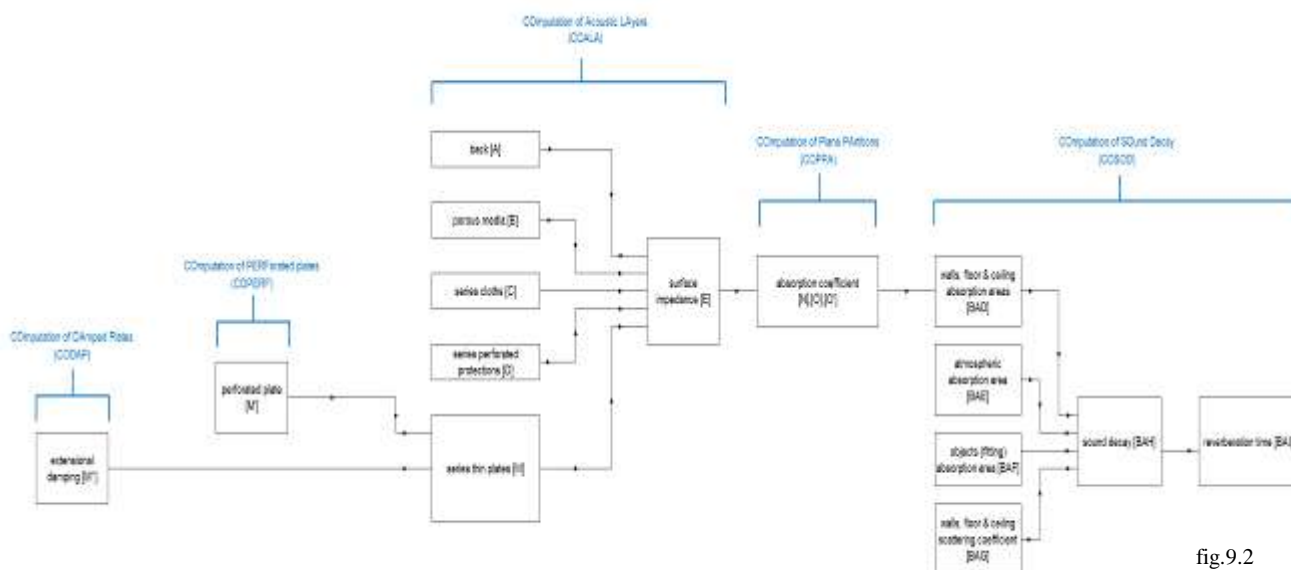 COmputation of Acoustic LAyers
(COALA)
back [A]
porous media [B]
series cloths [C]
series perforated
protections [D]
series thin plates [M]
surface
impedance [E]
COmputation of PERForated plates
(COPERF)
perforated plate
COmputation of DAmped Plates
(CODAP)
extensional
damping
COmputation of Plane PArtitions
absorption coefficient
COmputation of SOund Decay
(COSOD)
walls, floor & ceiling
absorption areas
[BAD]
atmospheric
absorption area
[BAE]
objects (fitting)
absorption area [BAF]
walls, floor & ceiling
scattering coefficient
[BAG]
sound decay [BAH]
reverberation time
fig.9.2